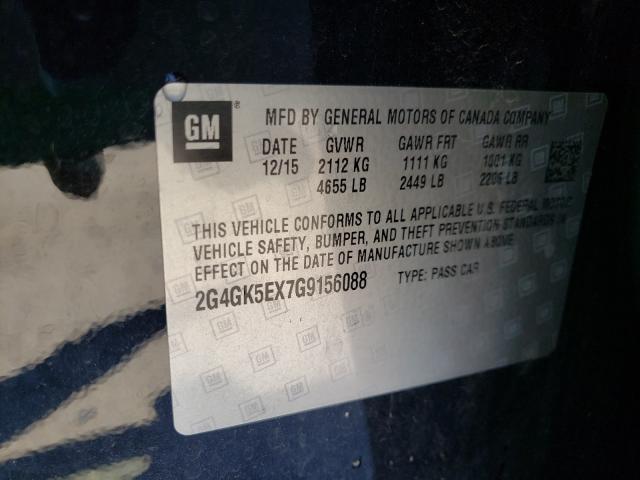 GM
MFD BY GENERAL MOTORS OF CANADA COMPANY
DATE GVWR GAWR FRT GAWR RR
12/15 2112 KG 1111 KG 1001 KG
4655 LB 2449 LB 2206 LB
THIS VEHICLE CONFORMS TO ALL APPLICABLE U.S. FEDERAL MOTOR
VEHICLE SAFETY, BUMPER, AND THEFT PREVENTION STANDARDS IN
EFFECT ON THE DATE OF MANUFACTURE SHOWN ABOVE.
2G4GK5EX7G9156088 TYPE: PASS CAR